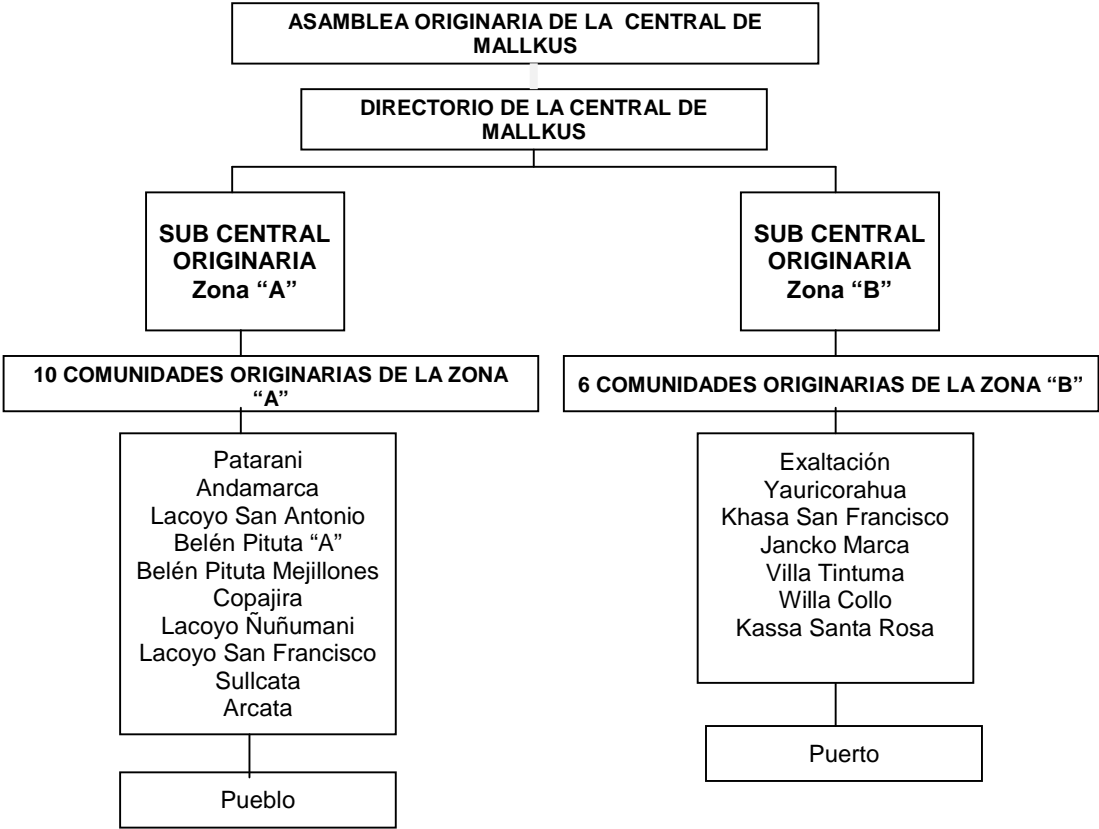 ASAMBLEA ORIGINARIA DE LA CENTRAL DE
MALLKUS
DIRECTORIO DE LA CENTRAL DE
MALLKUS
SUB CENTRAL
ORIGINARIA
Zona “A”
SUB CENTRAL
ORIGINARIA
Zona “B”
10 COMUNIDADES ORIGINARIAS DE LA ZONA
“A”
6 COMUNIDADES ORIGINARIAS DE LA ZONA “B”
Patarani
Andamarca
Lacoyo San Antonio
Belén Pituta “A”
Belén Pituta Mejillones
Copajira
Lacoyo Ñuñumani
Lacoyo San Francisco
Sullcata
Arcata
Exaltación
Yauricorahua
Khasa San Francisco
Jancko Marca
Villa Tintuma
Willa Collo
Kassa Santa Rosa
Pueblo
Puerto